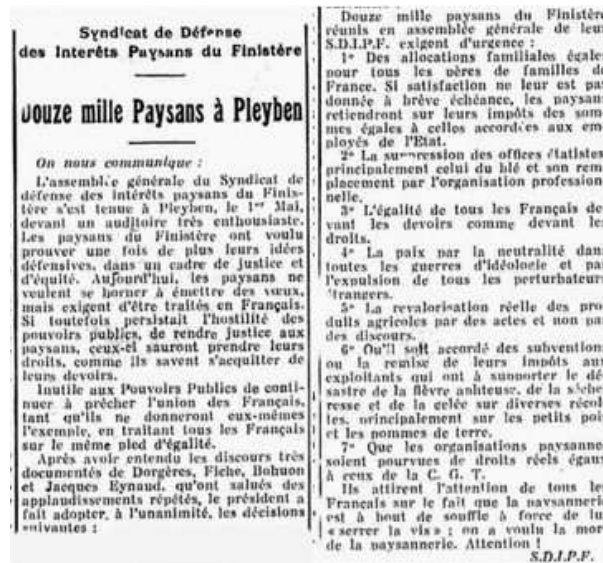 Syndicat de Défense
des Interêts Paysans du Finistère
Douze mille Paysans à Pleyben
On nous communique :
L'assemblée générale du Syndicat de
défense des intérêts paysans du Finis-
tère s'est tenue à Pleyben, le 1er Mai,
devant un auditoire très enthousiaste.
Les paysans du Finistère ont voulu
prouver une fois de plus leurs idées
défensives, dans un cadre de justice et
d'équité. Aujourd'hui, les paysans ne
veulent se borner à émettre des vœux,
mais exigent d'être traités en Français.
Si toutefois persistait l'hostilité des
pouvoirs publics, de rendre justice aux
paysans, ceux-ci sauront prendre leurs
droits, comme ils savent s'acquitter de
leurs devoirs.
Inutile aux Pouvoirs Publics de conti-
nuer à prêcher l'union des Français,
tant qu'ils ne donneront eux-mêmes
l'exemple, en traitant tous les Français
sur le même pied d'égalité.
Après avoir entendu les discours très
documentés de Dorgères, Fiche, Bohuon
et Jacques Eynaud, qu'ont salués des
applaudissements répétés, le président a
fait adopter, à l'unanimité, les décisions
suivantes :
Douze mille paysans du Finistère
réunis en assemblée générale de leur
S.D.I.P.F. exigent d'urgence :
1° Des allocations familiales égales
pour tous les pères de familles de
France. Si satisfaction ne leur est pas
donnée à brève échéance, les paysans
retiendront sur leurs impôts des som-
mes égales à celles accordées aux em-
ployés de l'Etat.
2° La suppression des offices étatistes
principalement celui du blé et son rem-
placement par l'organisation profession-
nelle.
3° L'égalité de tous les Français de-
vant les devoirs comme devant les
droits.
4° La paix par la neutralité dans
toutes les guerres d'idéologie et par
l'expulsion de tous les perturbateurs
étrangers.
5° La revalorisation réelle des pro-
duits agricoles par des actes et non par
des discours.
6° Qu'il soit accordé des subventions
ou la remise de leurs impôts aux
exploitants qui ont à supporter le dé-
sastre de la fièvre aphteuse, de la séche-
resse et de la gelée sur diverses récol-
tes, principalement sur les petits pois
et les pommes de terre.
7° Que les organisations paysannes
soient pourvues de droits réels égaux
à ceux de la C. G. T.
Ils attirent l'attention de tous les
Français sur le fait que la paysannerie
est à bout de souffle à force de lui
« serrer la vis » ; on a voulu la mort
de la paysannerie. Attention !
S.D.I.P.F.